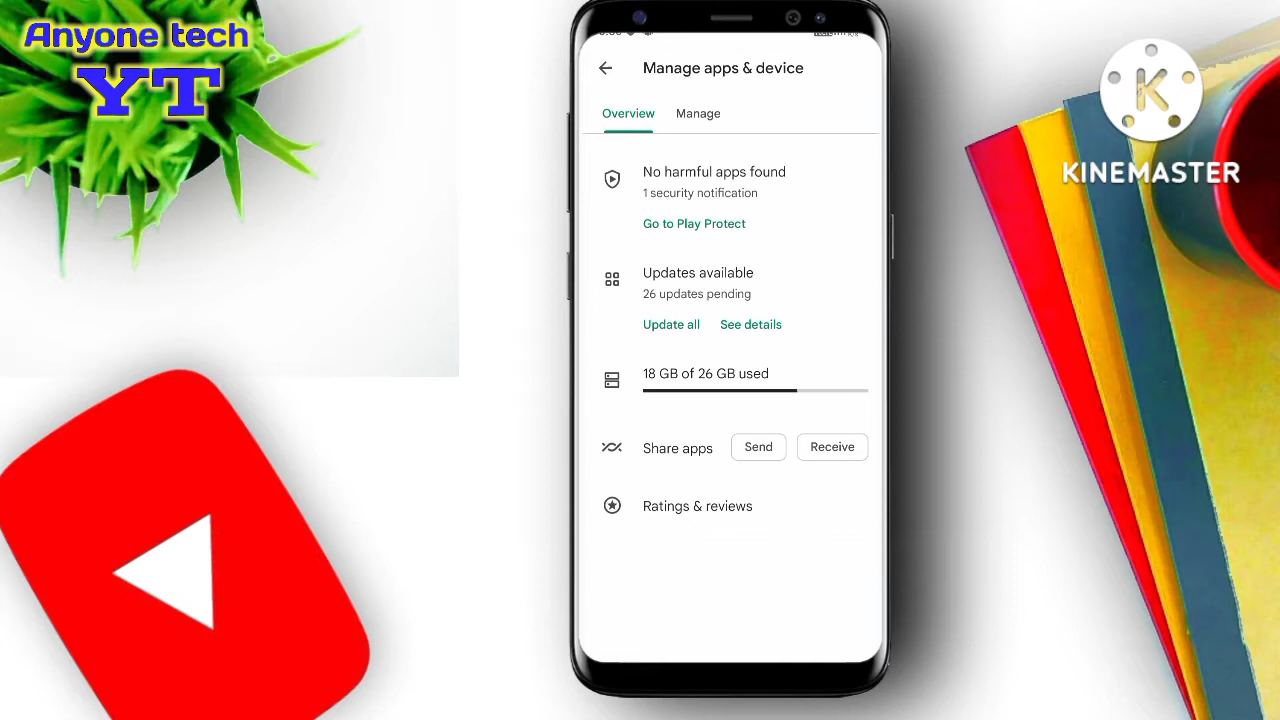 Anyone tech
YT
K
KINEMASTER
Manage apps & device
Overview Manage
No harmful apps found
1 security notification
Go to Play Protect
Updates available
26 updates pending
Update all See details
18 GB of 26 GB used
Share apps Send Receive
Ratings & reviews